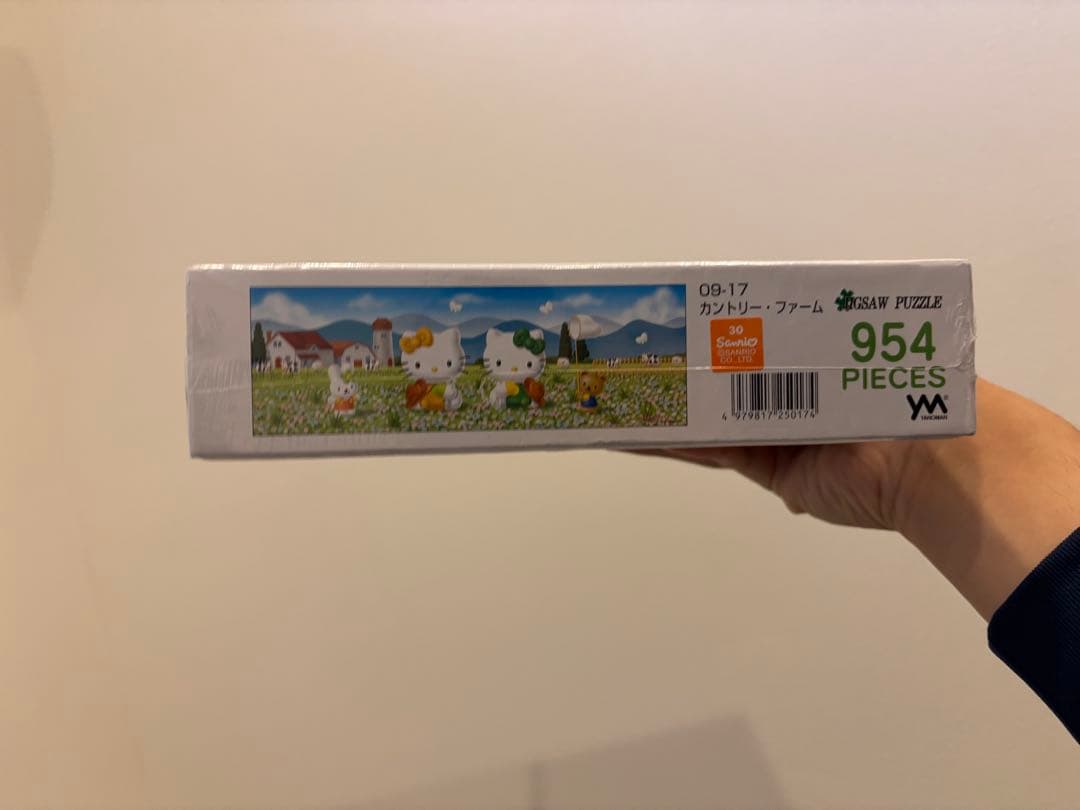 09-17
カントリー・ファーム
JIGSAW PUZZLE
30
Sanrio
©SANRIO
CO., LTD.
954
PIECES
4 979817 250174
YM
YANOMAN